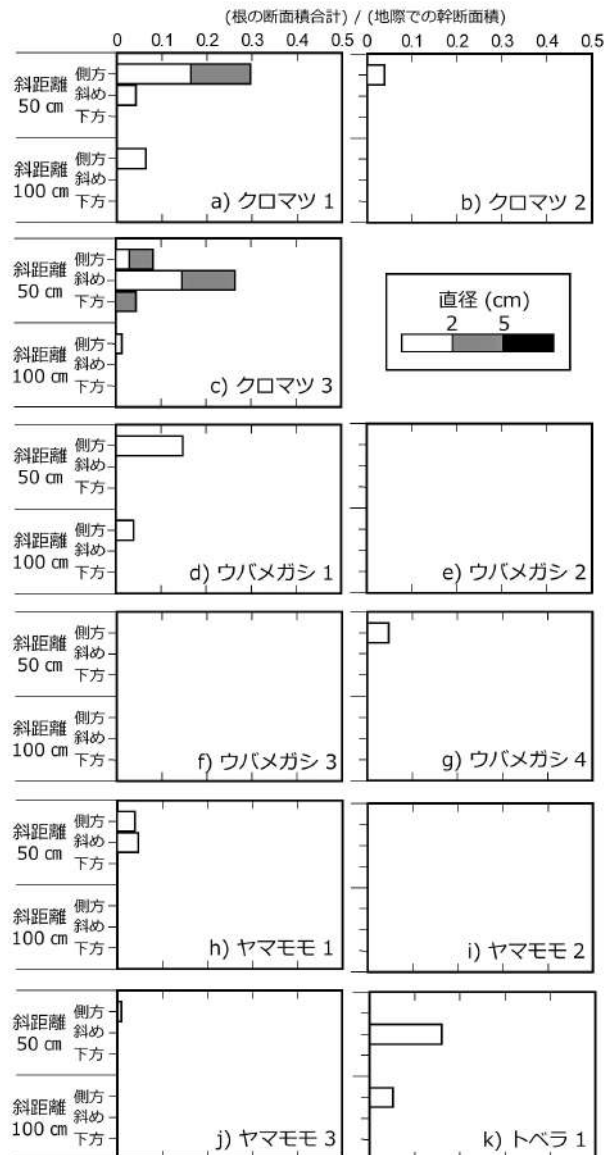 (根の断面積合計) / (地際での幹断面積)
0 0.1 0.2 0.3 0.4 0.5
0 0.1 0.2 0.3 0.4 0.5
斜距離
50 cm
側方
斜め
下方
斜距離
100 cm
側方
斜め
下方
a) クロマツ 1
b) クロマツ 2
斜距離
50 cm
側方
斜め
下方
斜距離
100 cm
側方
斜め
下方
c) クロマツ 3
直径 (cm)
2 5
斜距離
50 cm
側方
斜め
下方
斜距離
100 cm
側方
斜め
下方
d) ウバメガシ 1
e) ウバメガシ 2
斜距離
50 cm
側方
斜め
下方
斜距離
100 cm
側方
斜め
下方
f) ウバメガシ 3
g) ウバメガシ 4
斜距離
50 cm
側方
斜め
下方
斜距離
100 cm
側方
斜め
下方
h) ヤマモモ 1
i) ヤマモモ 2
斜距離
50 cm
側方
斜め
下方
斜距離
100 cm
側方
斜め
下方
j) ヤマモモ 3
k) トベラ 1